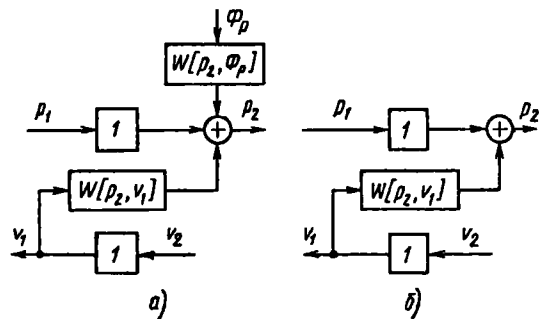 Φₚ
W[p₂,Φₚ]
p₁ 1 + p₂
W[p₂,v₁]
v₁ 1 v₂
а)
p₁ 1 + p₂
W[p₂,v₁]
v₁ 1 v₂
б)